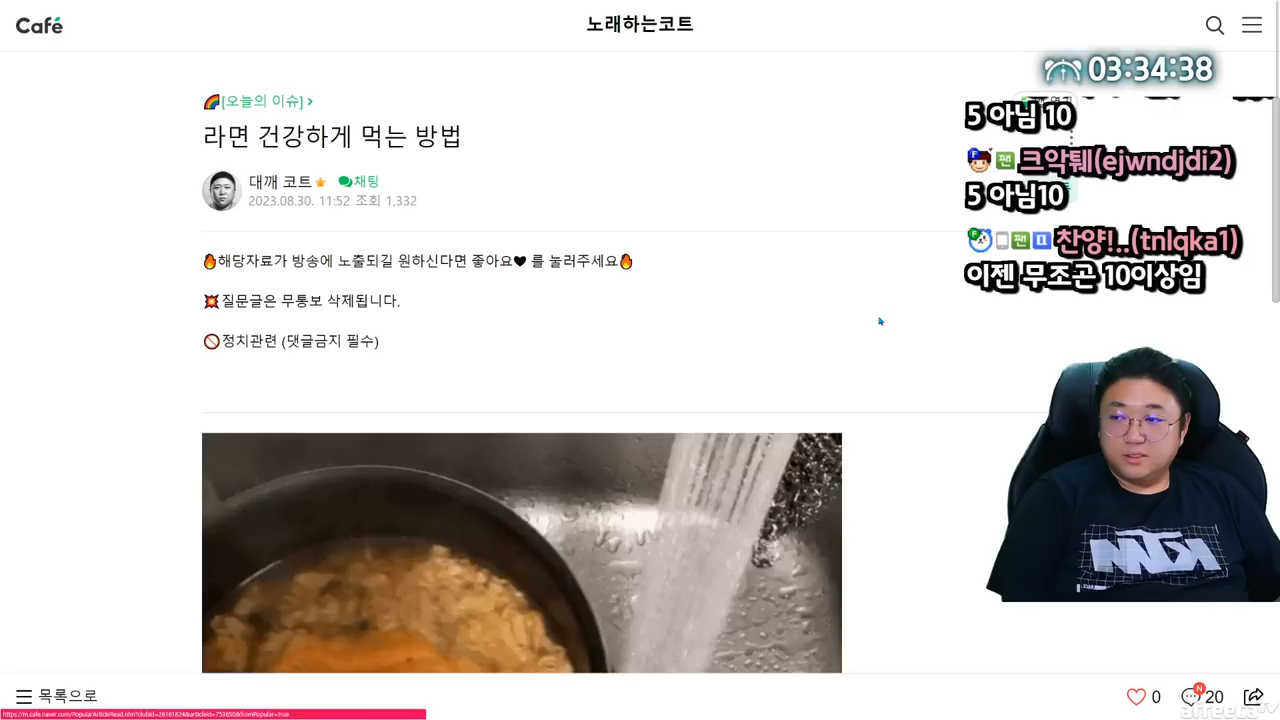 Café
노래하는코트
03:34:38
🌈[오늘의 이슈] >
라면 건강하게 먹는 방법
대깨 코트
채팅
2023.08.30. 11:52 조회 1,332
🔥해당자료가 방송에 노출되길 원하신다면 좋아요♥ 를 눌러주세요🔥
💥질문글은 무통보 삭제됩니다.
🚫정치관련 (댓글금지 필수)
5 아님 10
팬 크악퉤(ejwndjdi2)
5 아님10
팬 찬양!..(tnlqka1)
이젠 무조곤 10이상임
목록으로
0
N
20
afreecaTV